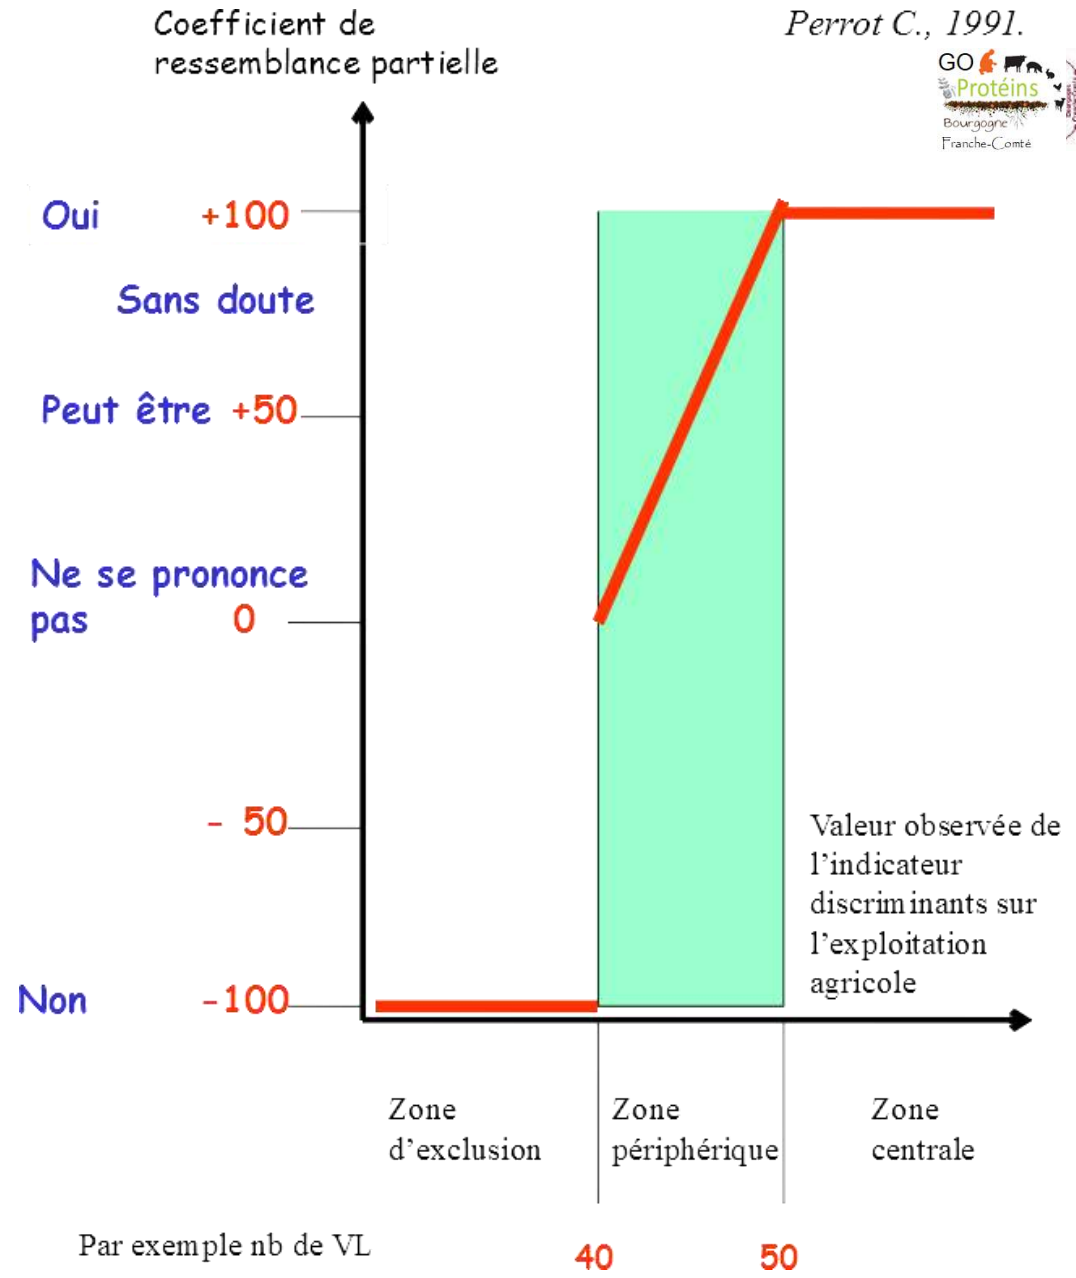 Coefficient de
ressemblance partielle
Perrot C., 1991.
GO
Protéins
Bourgogne
Franche-Comté
Oui +100
Sans doute
Peut être +50
Ne se prononce
pas 0
- 50
Valeur observée de
l'indicateur
discriminants sur
l'exploitation
agricole
Non -100
Zone
d'exclusion
Zone
périphérique
Zone
centrale
Par exemple nb de VL 40 50